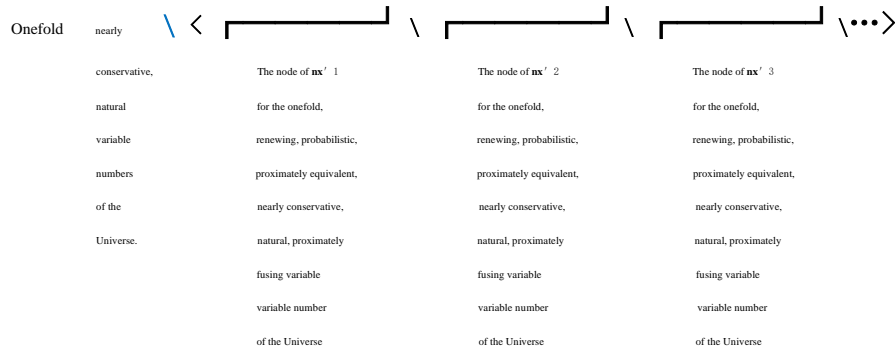 Onefold nearly \ < \ \ \ ••• >
conservative,
natural
variable
numbers
of the
Universe.
The node of nx′ 1
for the onefold,
renewing, probabilistic,
proximately equivalent,
nearly conservative,
natural, proximately
fusing variable
variable number
of the Universe
The node of nx′ 2
for the onefold,
renewing, probabilistic,
proximately equivalent,
nearly conservative,
natural, proximately
fusing variable
variable number
of the Universe
The node of nx′ 3
for the onefold,
renewing, probabilistic,
proximately equivalent,
nearly conservative,
natural, proximately
fusing variable
variable number
of the Universe